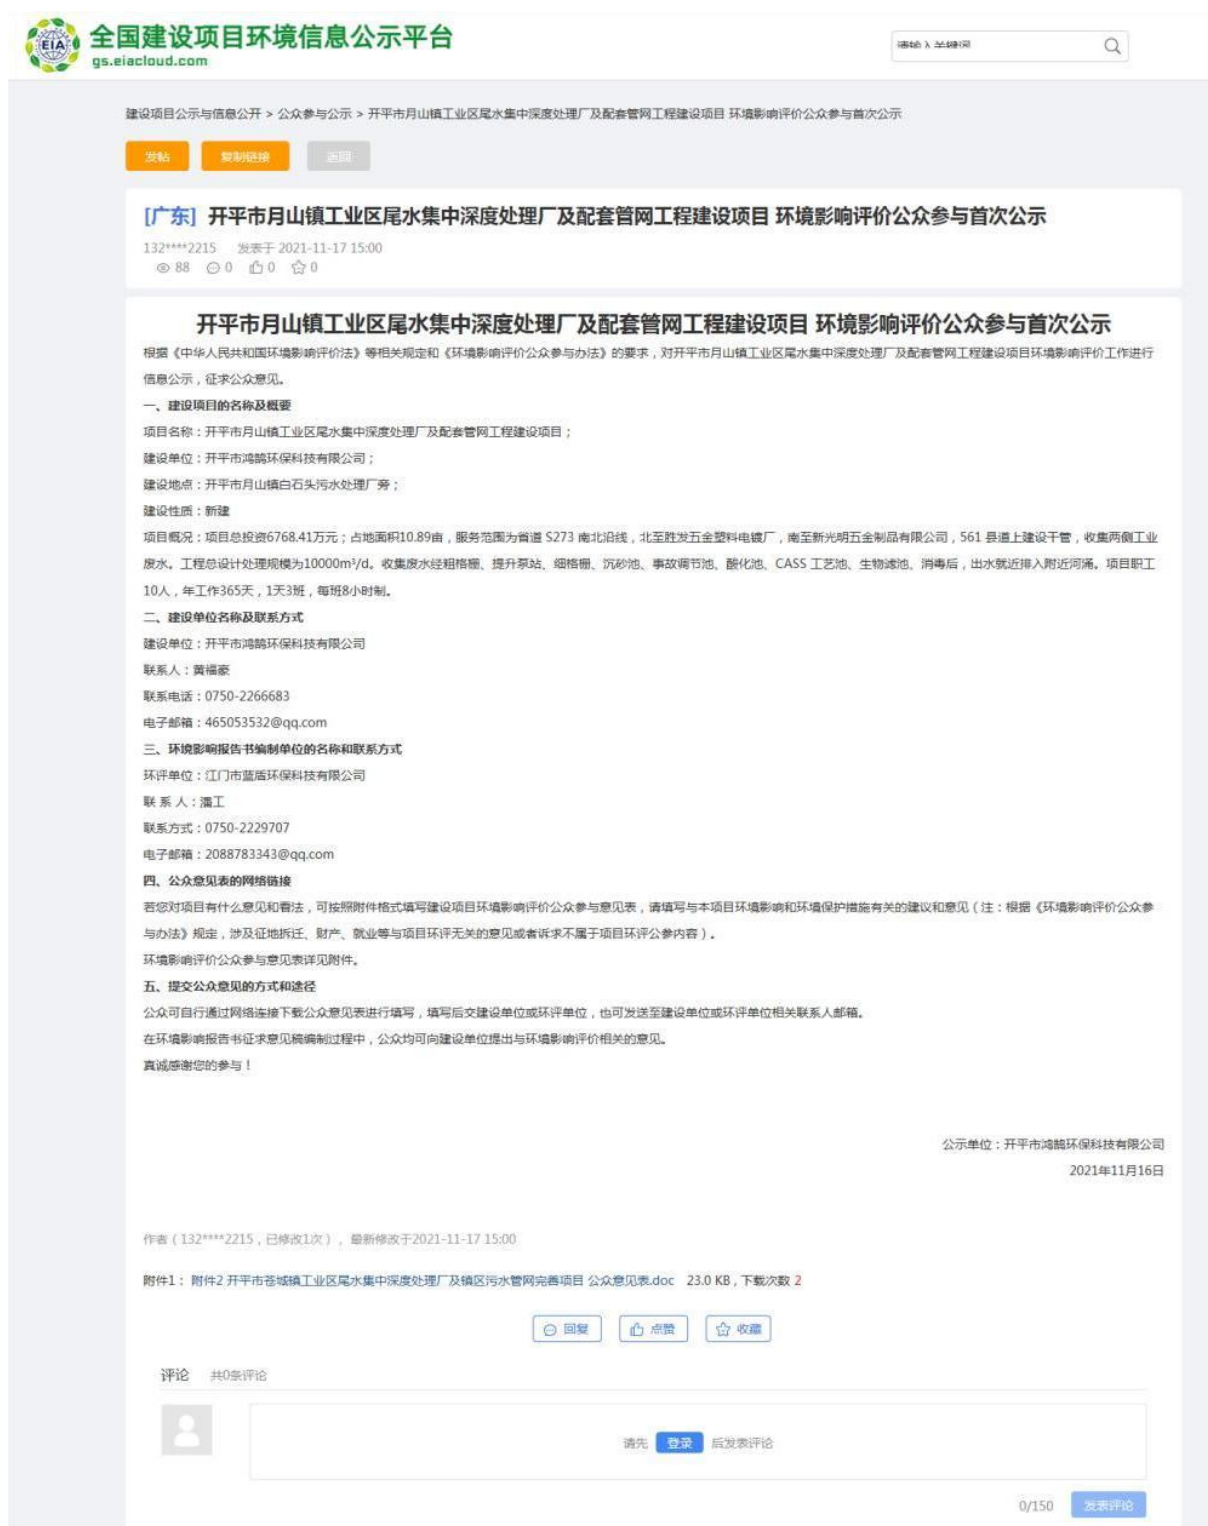 全国建设项目环境信息公示平台
gs.eiacloud.com
请输入关键词
建设项目公示与信息公开 > 公众参与公示 > 开平市月山镇工业区尾水集中深度处理厂及配套管网工程建设项目 环境影响评价公众参与首次公示
发帖 复制链接 返回
[广东] 开平市月山镇工业区尾水集中深度处理厂及配套管网工程建设项目 环境影响评价公众参与首次公示
132****2215 发表于 2021-11-17 15:00
88 0 0 0
开平市月山镇工业区尾水集中深度处理厂及配套管网工程建设项目 环境影响评价公众参与首次公示
根据《中华人民共和国环境影响评价法》等相关规定和《环境影响评价公众参与办法》的要求，对开平市月山镇工业区尾水集中深度处理厂及配套管网工程建设项目环境影响评价工作进行
信息公示，征求公众意见。
一、建设项目的名称及概要
项目名称：开平市月山镇工业区尾水集中深度处理厂及配套管网工程建设项目；
建设单位：开平市鸿鹄环保科技有限公司；
建设地点：开平市月山镇白石头污水处理厂旁；
建设性质：新建
项目概况：项目总投资6768.41万元；占地面积10.89亩，服务范围为省道 S273 南北沿线，北至胜发五金塑料电镀厂，南至新光明五金制品有限公司，561 县道上建设干管，收集两侧工业
废水。工程总设计处理规模为10000m³/d。收集废水经粗格栅、提升泵站、细格栅、沉砂池、事故调节池、酸化池、CASS 工艺池、生物滤池、消毒后，出水就近排入附近河涌。项目职工
10人，年工作365天，1天3班，每班8小时制。
二、建设单位名称及联系方式
建设单位：开平市鸿鹄环保科技有限公司
联系人：黄福豪
联系电话：0750-2266683
电子邮箱：465053532@qq.com
三、环境影响报告书编制单位的名称和联系方式
环评单位：江门市蓝盾环保科技有限公司
联 系 人：潘工
联系方式：0750-2229707
电子邮箱：2088783343@qq.com
四、公众意见表的网络链接
若您对项目有什么意见和看法，可按照附件格式填写建设项目环境影响评价公众参与意见表，请填写与本项目环境影响和环境保护措施有关的建议和意见（注：根据《环境影响评价公众参
与办法》规定，涉及征地拆迁、财产、就业等与项目环评无关的意见或者诉求不属于项目环评公参内容）。
环境影响评价公众参与意见表详见附件。
五、提交公众意见的方式和途径
公众可自行通过网络连接下载公众意见表进行填写，填写后交建设单位或环评单位，也可发送至建设单位或环评单位相关联系人邮箱。
在环境影响报告书征求意见稿编制过程中，公众均可向建设单位提出与环境影响评价相关的意见。
真诚感谢您的参与！
公示单位：开平市鸿鹄环保科技有限公司
2021年11月16日
作者（132****2215，已修改1次），最新修改于2021-11-17 15:00
附件1： 附件2 开平市苍城镇工业区尾水集中深度处理厂及镇区污水管网完善项目 公众意见表.doc 23.0 KB，下载次数 2
回复 点赞 收藏
评论 共0条评论
请先 登录 后发表评论
0/150 发表评论